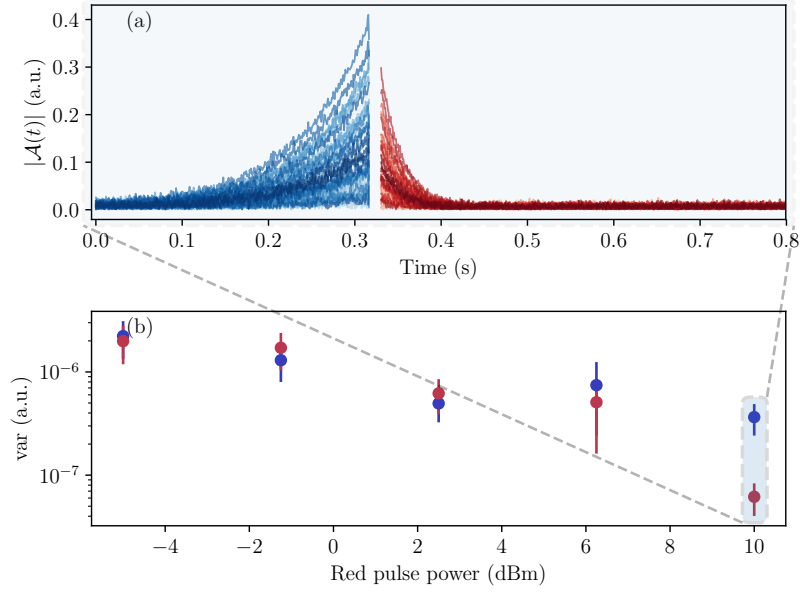 (a)
0.4
0.3
0.2
0.1
0.0
|𝒜(t)| (a.u.)
0.0 0.1 0.2 0.3 0.4 0.5 0.6 0.7 0.8
Time (s)
(b)
10⁻⁶
10⁻⁷
var (a.u.)
−4 −2 0 2 4 6 8 10
Red pulse power (dBm)